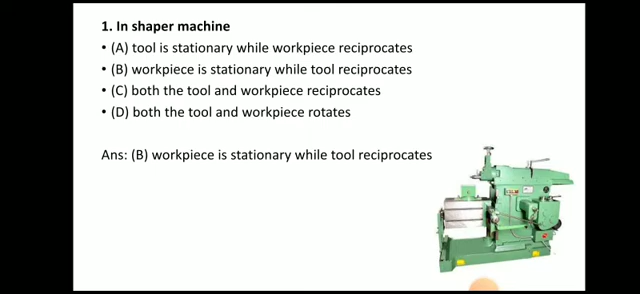 1. In shaper machine
• (A) tool is stationary while workpiece reciprocates
• (B) workpiece is stationary while tool reciprocates
• (C) both the tool and workpiece reciprocates
• (D) both the tool and workpiece rotates
Ans: (B) workpiece is stationary while tool reciprocates